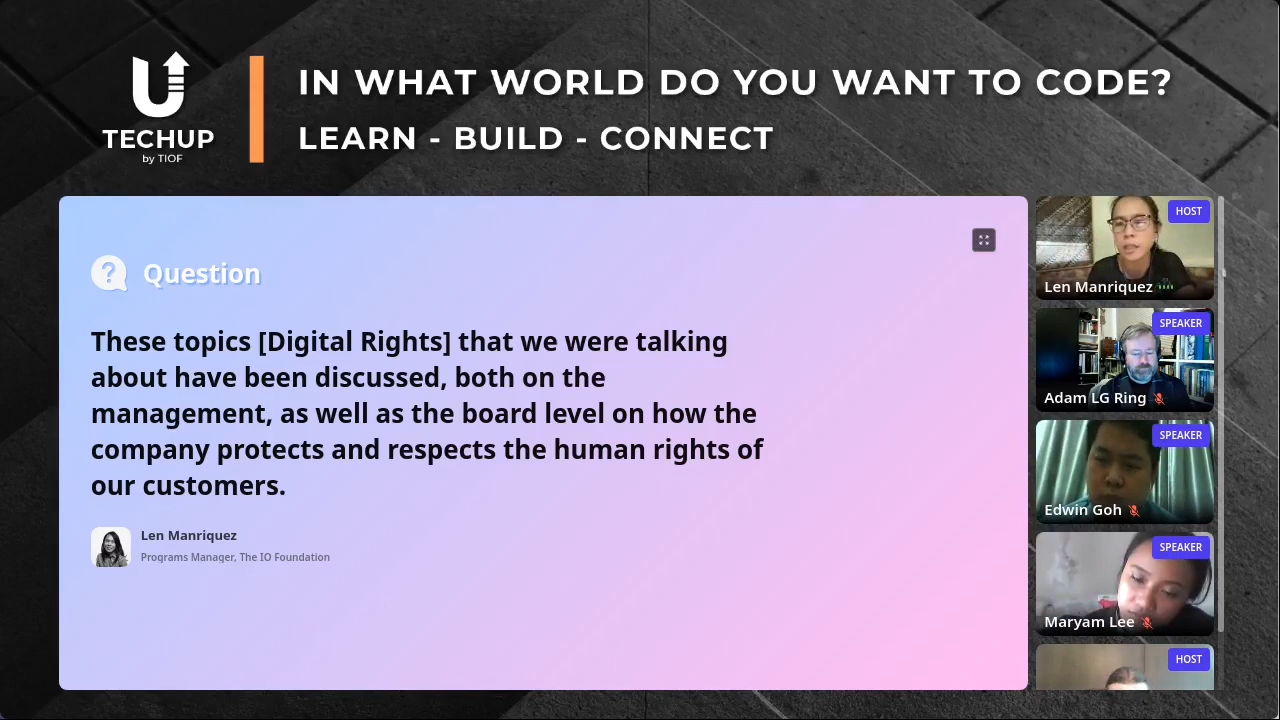 IN WHAT WORLD DO YOU WANT TO CODE?
LEARN - BUILD - CONNECT
TECHUP
by TIOF
Question
These topics [Digital Rights] that we were talking
about have been discussed, both on the
management, as well as the board level on how the
company protects and respects the human rights of
our customers.
Len Manriquez
Programs Manager, The IO Foundation
HOST
Len Manriquez
SPEAKER
Adam LG Ring
SPEAKER
Edwin Goh
SPEAKER
Maryam Lee
HOST